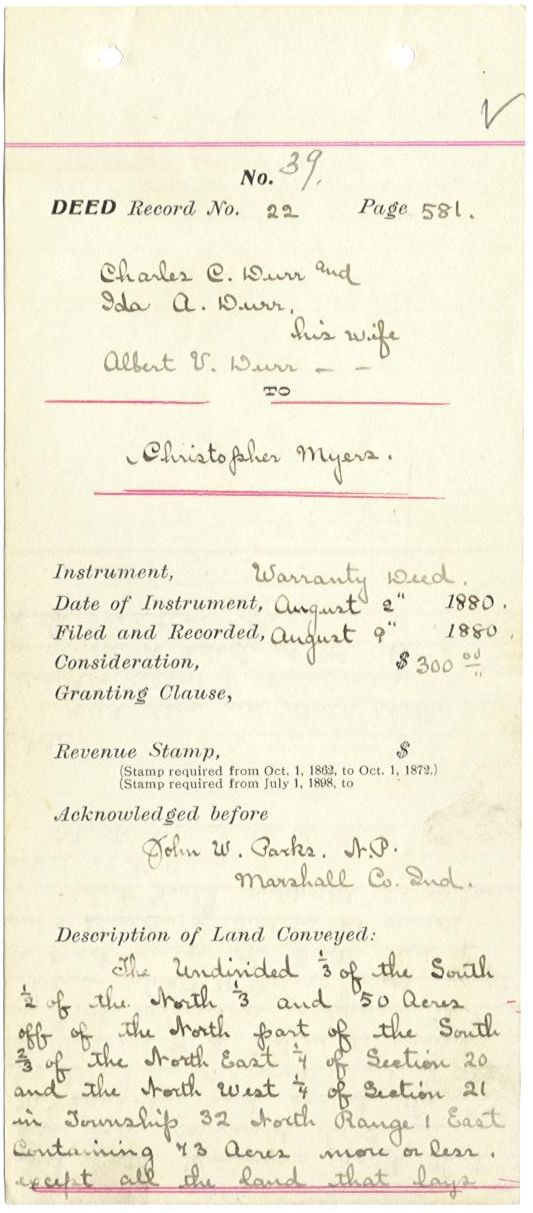 No. 39.
DEED Record No. 22 Page 581.
Charles C. Durr and
Ida A. Durr,
his wife
Albert V. Durr – –
TO
Christopher Myers.
Instrument, Warranty Deed.
Date of Instrument, August 2" 1880.
Filed and Recorded, August 9" 1880.
Consideration, $ 300 00/"
Granting Clause,
Revenue Stamp, $
(Stamp required from Oct. 1, 1862, to Oct. 1, 1872.)
(Stamp required from July 1, 1898, to
Acknowledged before
John W. Parks. N.P.
Marshall Co. Ind.
Description of Land Conveyed:
The Undivided 1/3 of the South
1/2 of the North 1/3 and 50 Acres
off of the North part of the South
2/3 of the North East 1/4 of Section 20
and the North West 1/4 of Section 21
in Township 32 North Range 1 East
Containing 73 Acres more or less.
except all the land that lays